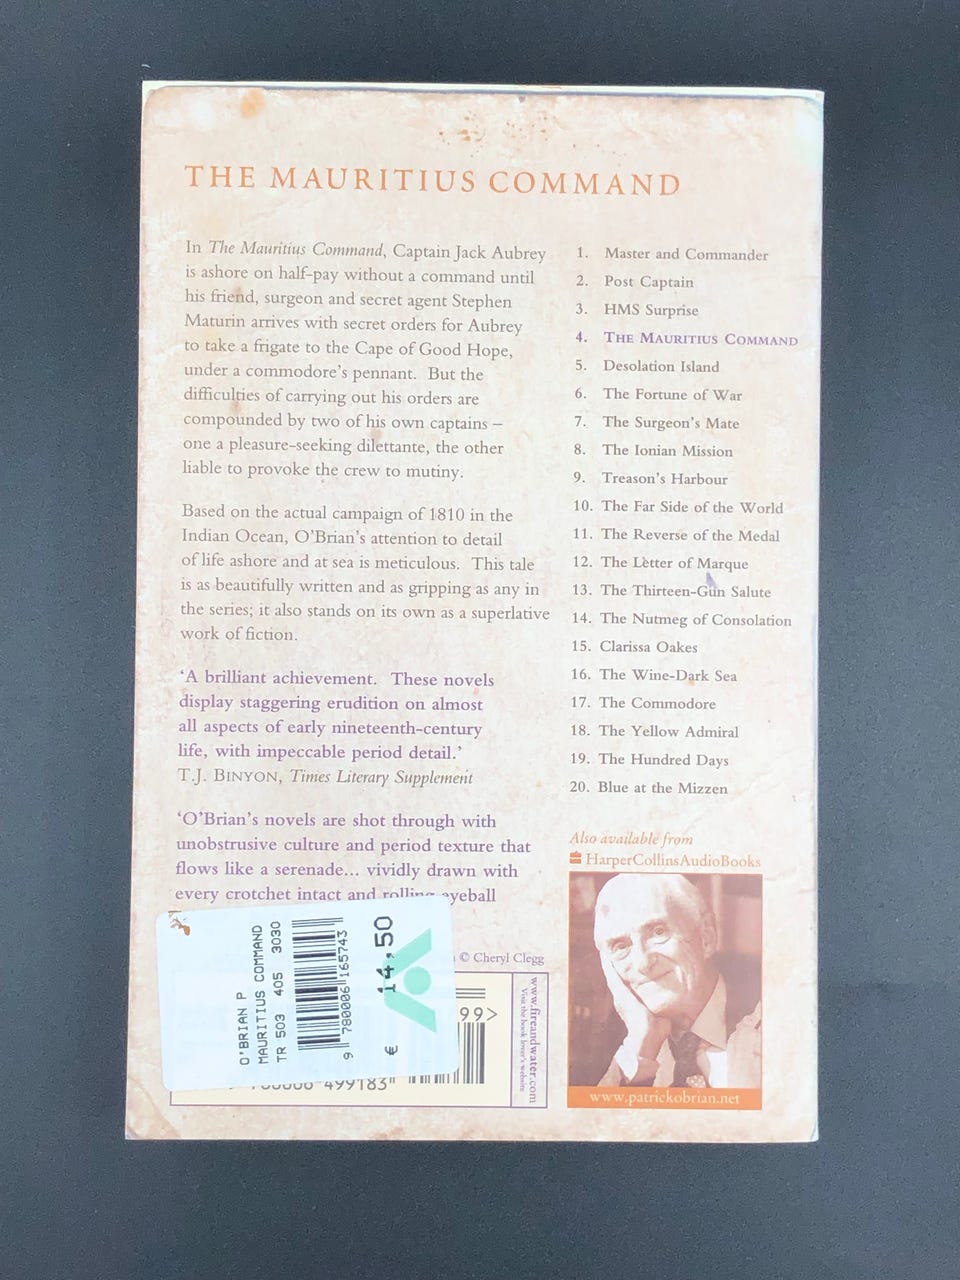 THE MAURITIUS COMMAND
In The Mauritius Command, Captain Jack Aubrey
is ashore on half-pay without a command until
his friend, surgeon and secret agent Stephen
Maturin arrives with secret orders for Aubrey
to take a frigate to the Cape of Good Hope,
under a commodore's pennant. But the
difficulties of carrying out his orders are
compounded by two of his own captains –
one a pleasure-seeking dilettante, the other
liable to provoke the crew to mutiny.
Based on the actual campaign of 1810 in the
Indian Ocean, O'Brian's attention to detail
of life ashore and at sea is meticulous. This tale
is as beautifully written and as gripping as any in
the series; it also stands on its own as a superlative
work of fiction.
'A brilliant achievement. These novels
display staggering erudition on almost
all aspects of early nineteenth-century
life, with impeccable period detail.'
T.J. BINYON, Times Literary Supplement
'O'Brian's novels are shot through with
unobstrusive culture and period texture that
flows like a serenade... vividly drawn with
every crotchet intact and rolling eyeball
© Cheryl Clegg
1. Master and Commander
2. Post Captain
3. HMS Surprise
4. THE MAURITIUS COMMAND
5. Desolation Island
6. The Fortune of War
7. The Surgeon's Mate
8. The Ionian Mission
9. Treason's Harbour
10. The Far Side of the World
11. The Reverse of the Medal
12. The Letter of Marque
13. The Thirteen-Gun Salute
14. The Nutmeg of Consolation
15. Clarissa Oakes
16. The Wine-Dark Sea
17. The Commodore
18. The Yellow Admiral
19. The Hundred Days
20. Blue at the Mizzen
Also available from
HarperCollinsAudioBooks
www.patrickobrian.net
O'BRIAN P
MAURITIUS COMMAND
TR 503 405 3030
9 780006 165743
€ 14,50
99>
499183
www.fireandwater.com
Visit the book lover's website